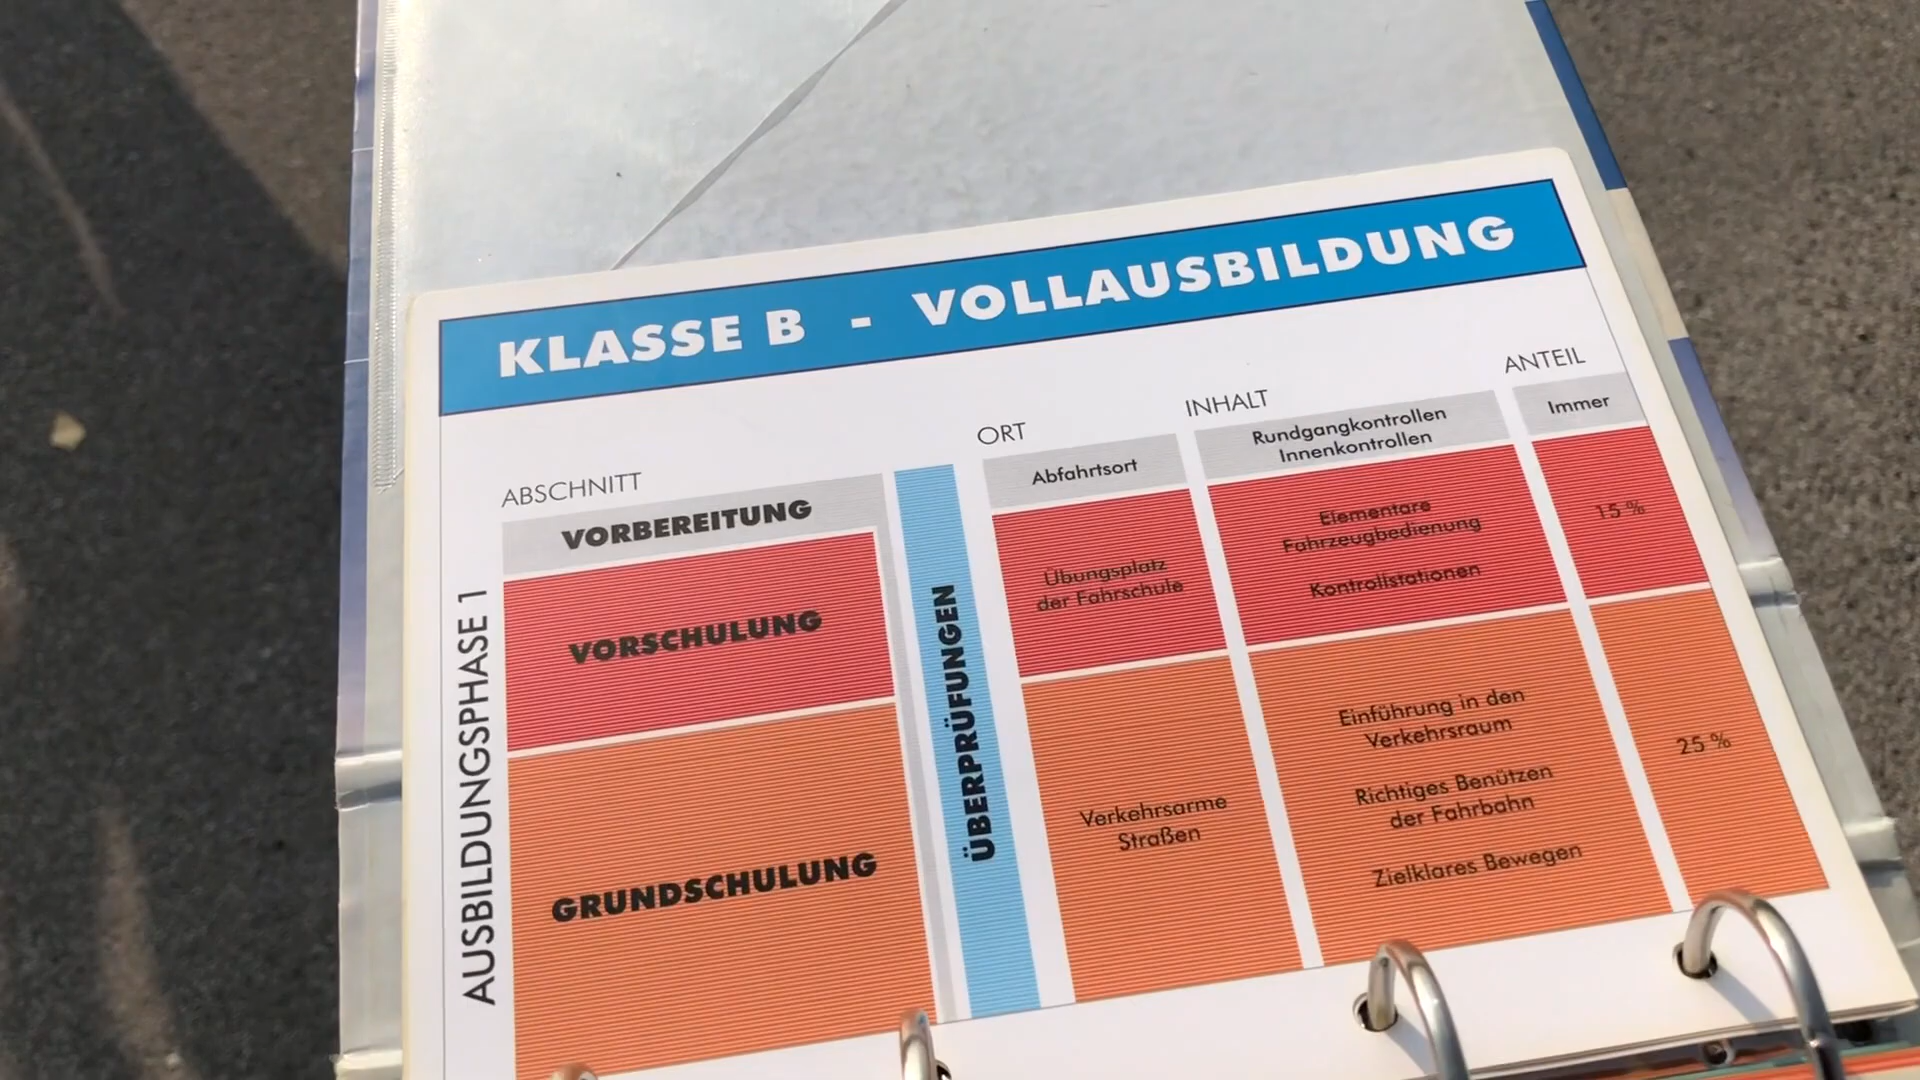 KLASSE B - VOLLAUSBILDUNG
ABSCHNITT
ORT
INHALT
ANTEIL
VORBEREITUNG
Abfahrtsort
Rundgangkontrollen
Innenkontrollen
Immer
AUSBILDUNGSPHASE 1
VORSCHULUNG
ÜBERPRÜFUNGEN
Übungsplatz
der Fahrschule
Elementare
Fahrzeugbedienung
Kontrollstationen
15 %
GRUNDSCHULUNG
Verkehrsarme
Straßen
Einführung in den
Verkehrsraum
Richtiges Benützen
der Fahrbahn
Zielklares Bewegen
25 %